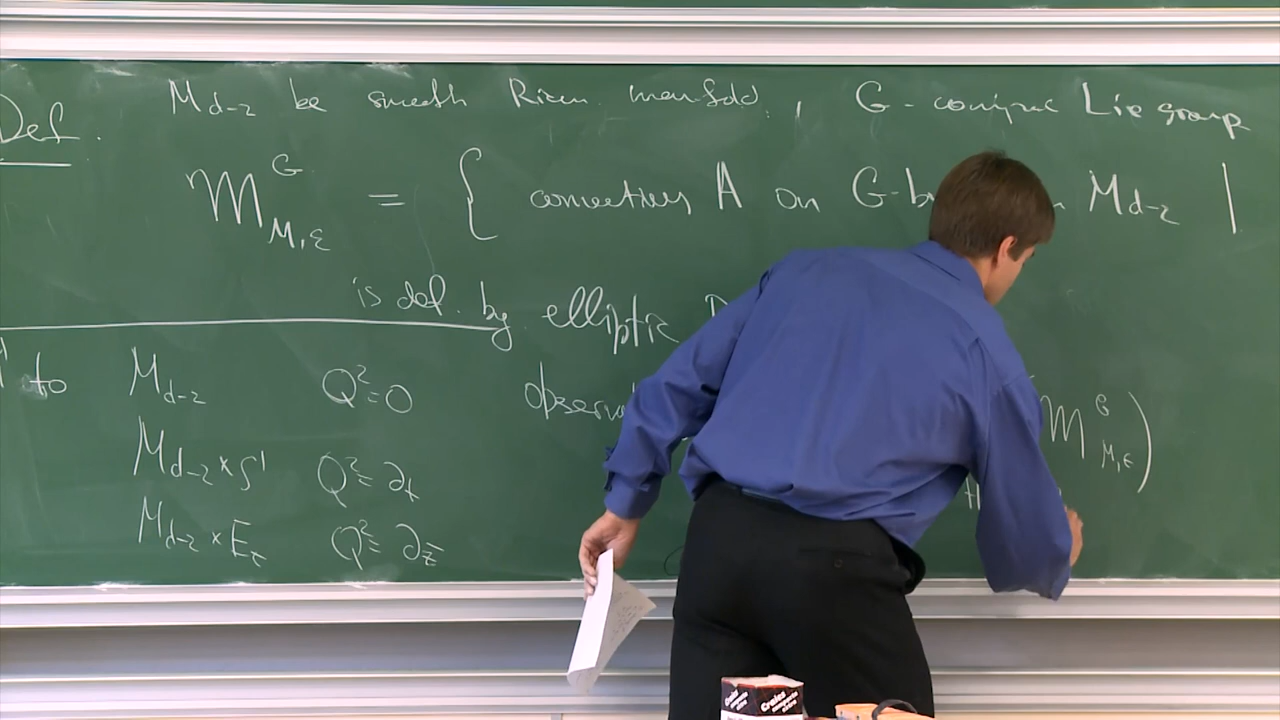 Def. M_{d-2} be smooth Riem. manifold, G - compact Lie group
𝔐^G_{M,ε} = { connections A on G-b M_{d-2} |
is def. by elliptic
to M_{d-2} Q²=0 observ 𝔐^G_{M,ε})
M_{d-2} × S¹ Q² = ∂_t H
M_{d-2} × E_τ Q² = ∂_{z̄}